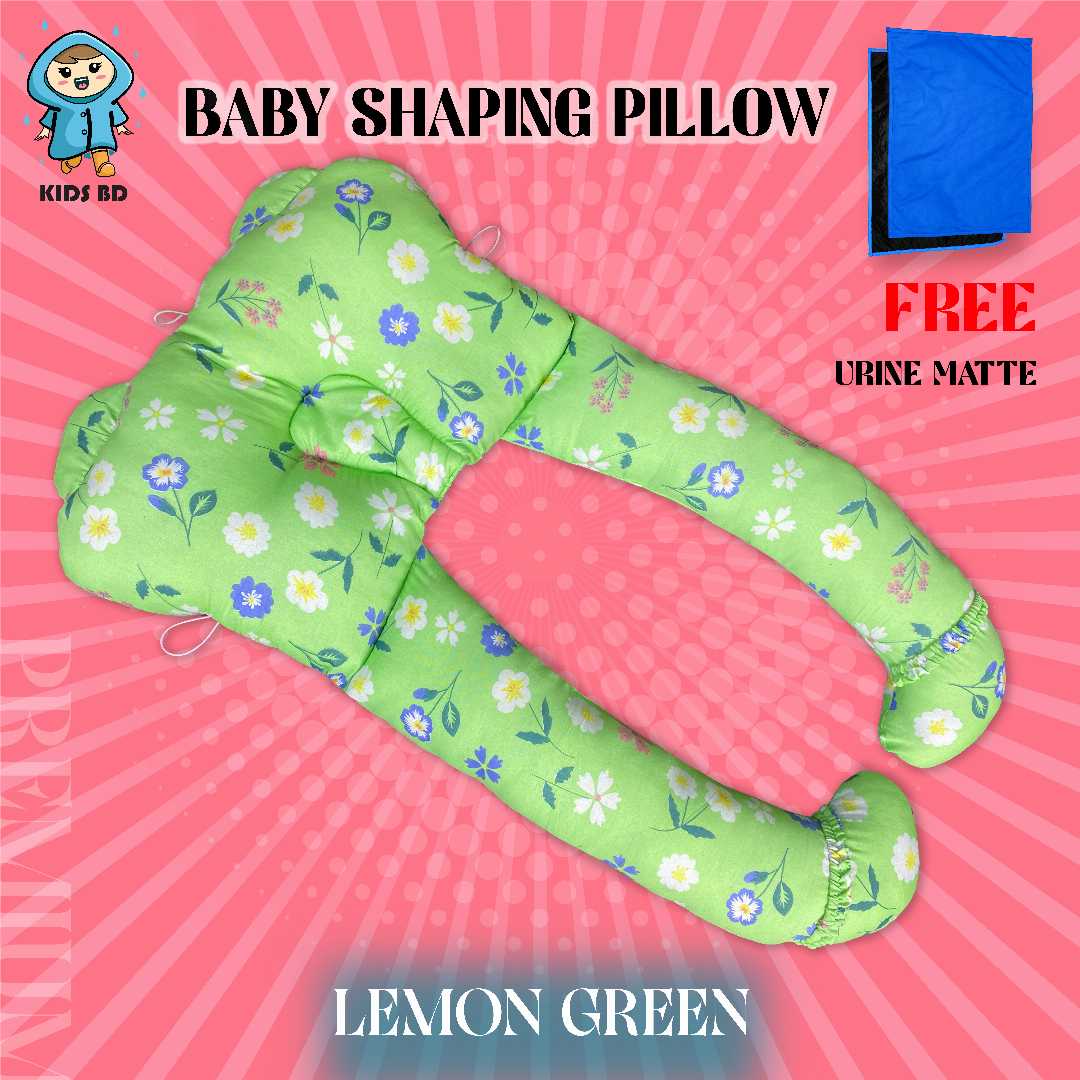 KIDS BD
BABY SHAPING PILLOW
FREE
URINE MATTE
PREMIUM
LEMON GREEN